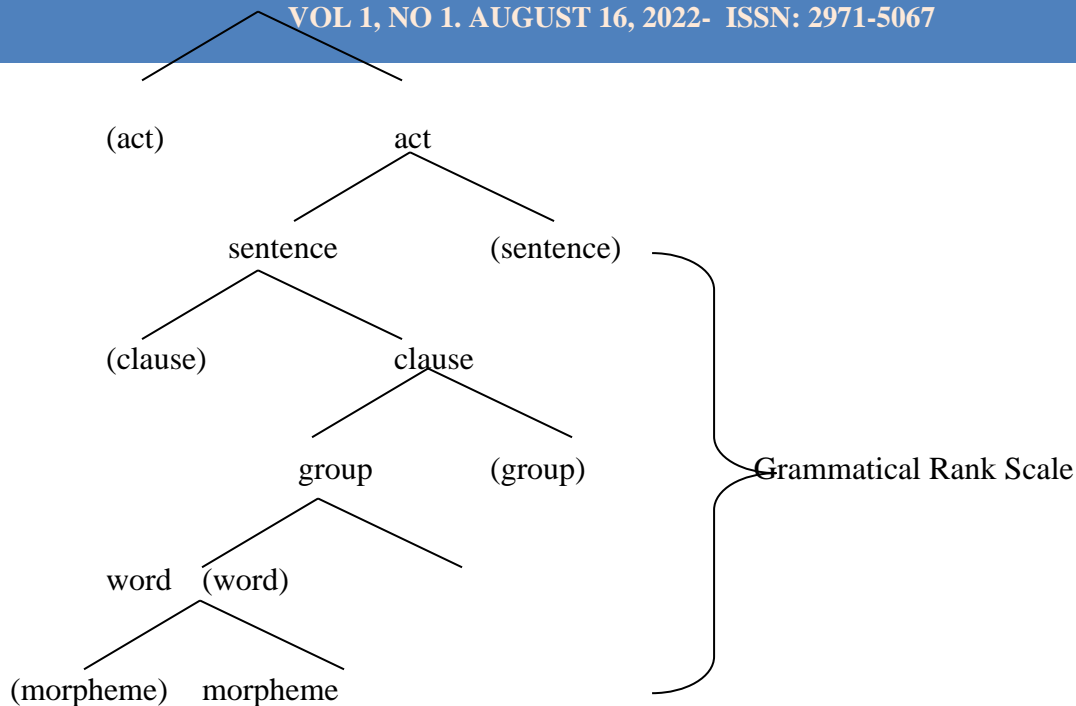 VOL 1, NO 1. AUGUST 16, 2022- ISSN: 2971-5067
(act) act
sentence (sentence)
(clause) clause
group (group)
Grammatical Rank Scale
word (word)
(morpheme) morpheme